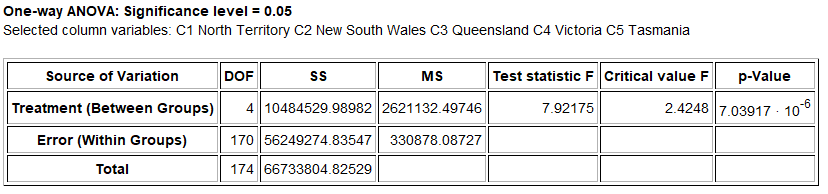 One-way ANOVA: Significance level = 0.05
Selected column variables: C1 North Territory C2 New South Wales C3 Queensland C4 Victoria C5 Tasmania
Source of Variation DOF SS MS Test statistic F Critical value F p-Value
Treatment (Between Groups) 4 10484529.98982 2621132.49746 7.92175 2.4248 7.03917 · 10^-6
Error (Within Groups) 170 56249274.83547 330878.08727
Total 174 66733804.82529